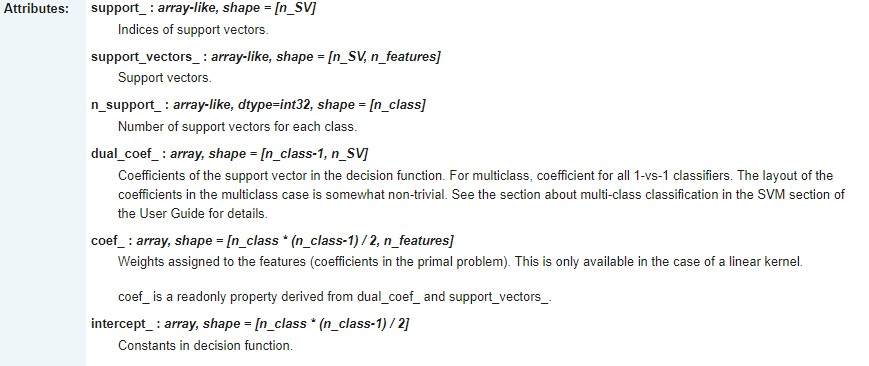 Attributes: support_ : array-like, shape = [n_SV]
Indices of support vectors.
support_vectors_ : array-like, shape = [n_SV, n_features]
Support vectors.
n_support_ : array-like, dtype=int32, shape = [n_class]
Number of support vectors for each class.
dual_coef_ : array, shape = [n_class-1, n_SV]
Coefficients of the support vector in the decision function. For multiclass, coefficient for all 1-vs-1 classifiers. The layout of the
coefficients in the multiclass case is somewhat non-trivial. See the section about multi-class classification in the SVM section of
the User Guide for details.
coef_ : array, shape = [n_class * (n_class-1) / 2, n_features]
Weights assigned to the features (coefficients in the primal problem). This is only available in the case of a linear kernel.
coef_ is a readonly property derived from dual_coef_ and support_vectors_.
intercept_ : array, shape = [n_class * (n_class-1) / 2]
Constants in decision function.